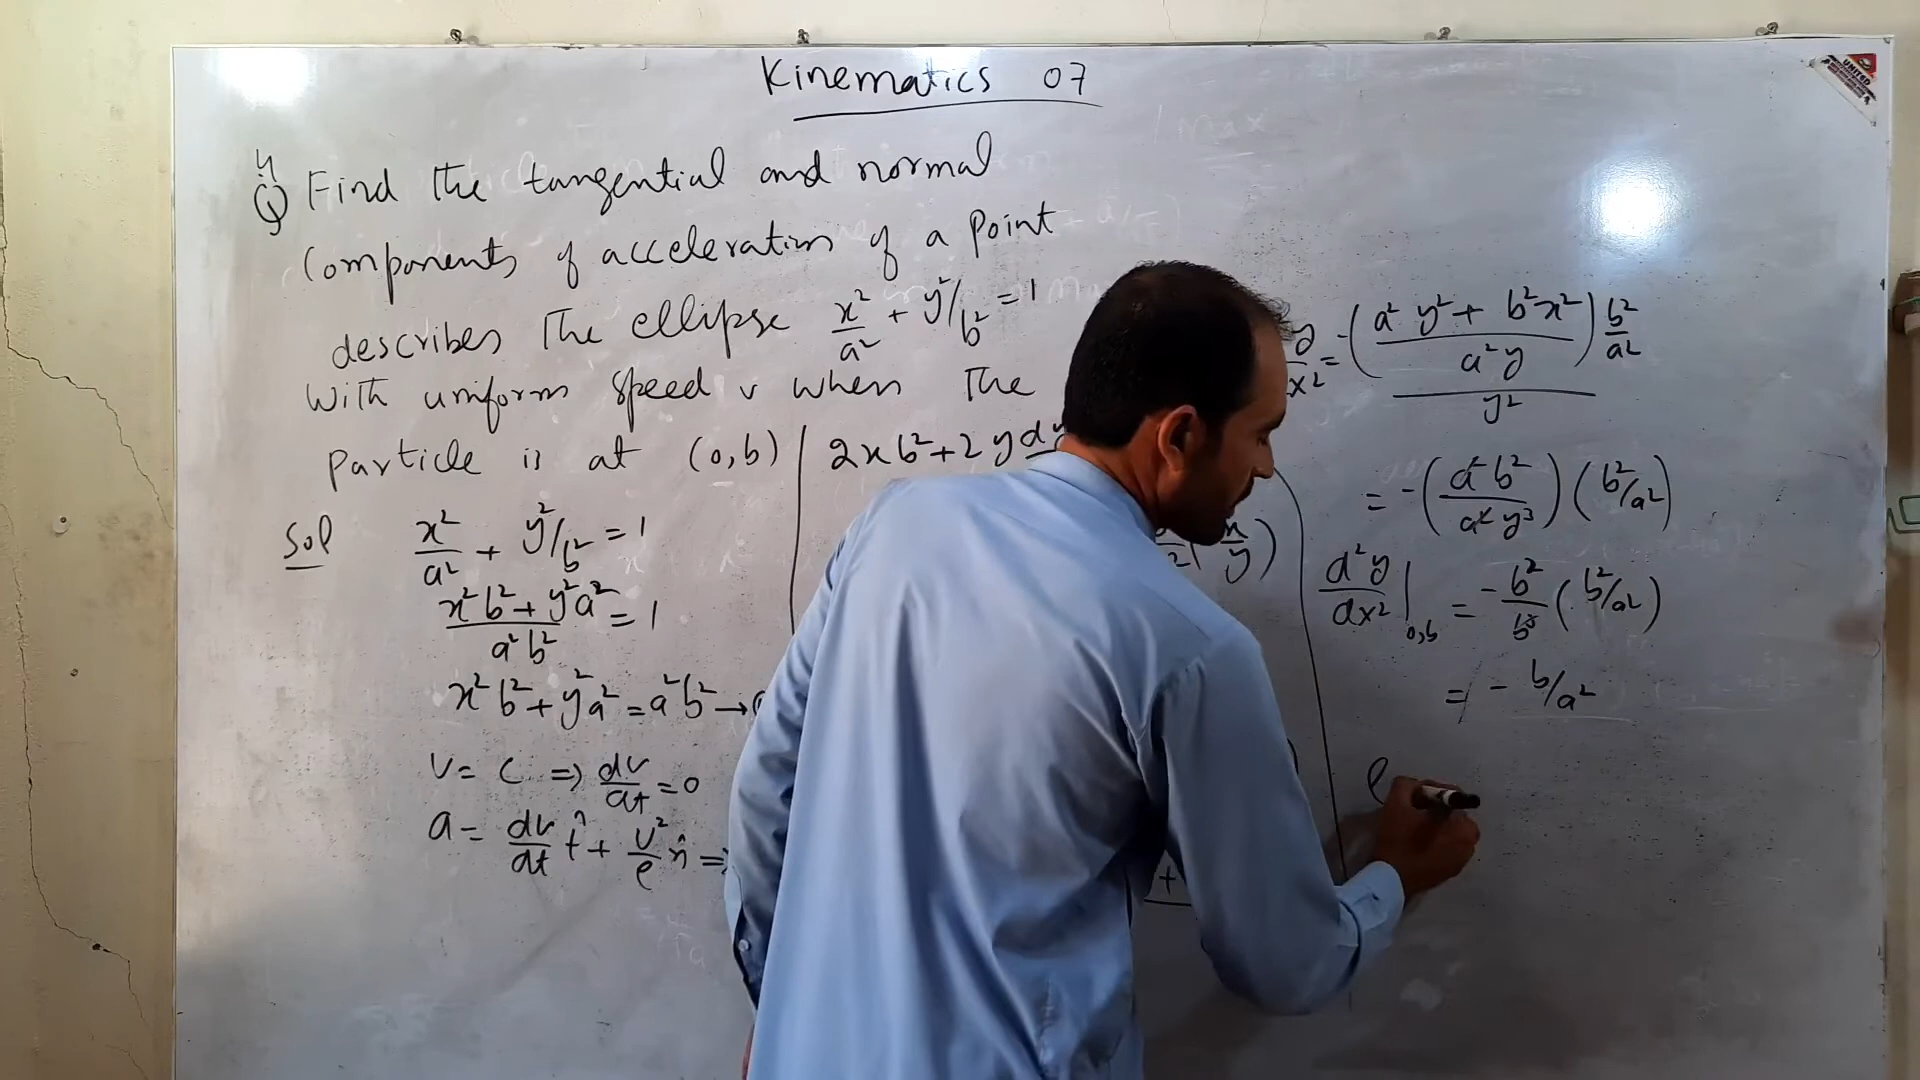 Kinematics 07
UNITED
Q) Find the tangential and normal
Components of acceleration of a Point
describes The ellipse x²/a² + y²/b² = 1
With uniform speed v when The
Particle is at (0,b)
Sol x²/a² + y²/b² = 1
(x²b² + y²a²)/(a²b²) = 1
x²b² + y²a² = a²b² →
v = c ⇒ dv/dt = 0
a = dv/dt t̂ + v²/ρ n̂ ⇒
2xb² + 2y
(x/y)
+
y/x² = -((a²y² + b²x²)/(a²y)) b²/a² / y²
= -(a²b²/(a²y³)) (b²/a²)
d²y/dx² |0,b = -b²/b³ (b²/a²)
= - b/a²
ρ